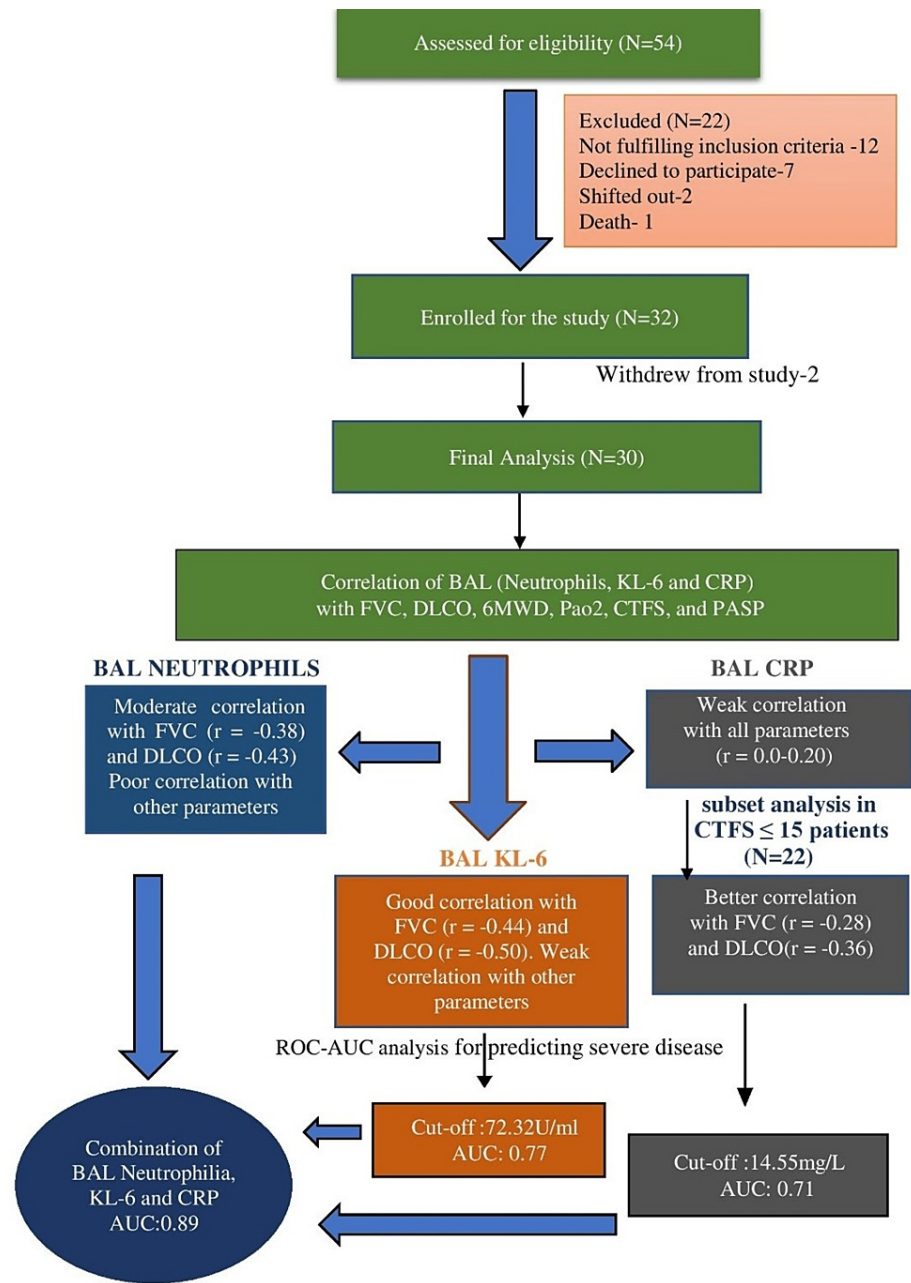 Assessed for eligibility (N=54)
Excluded (N=22)
Not fulfilling inclusion criteria -12
Declined to participate-7
Shifted out-2
Death- 1
Enrolled for the study (N=32)
Withdrew from study-2
Final Analysis (N=30)
Correlation of BAL (Neutrophils, KL-6 and CRP)
with FVC, DLCO, 6MWD, Pao2, CTFS, and PASP
BAL NEUTROPHILS
Moderate correlation
with FVC (r = -0.38)
and DLCO (r = -0.43)
Poor correlation with
other parameters
BAL CRP
Weak correlation
with all parameters
(r = 0.0-0.20)
subset analysis in
CTFS ≤ 15 patients
(N=22)
BAL KL-6
Good correlation with
FVC (r = -0.44) and
DLCO (r = -0.50). Weak
correlation with other
parameters
Better correlation
with FVC (r = -0.28)
and DLCO(r = -0.36)
ROC-AUC analysis for predicting severe disease
Cut-off :72.32U/ml
AUC: 0.77
Cut-off :14.55mg/L
AUC: 0.71
Combination of
BAL Neutrophilia,
KL-6 and CRP
AUC:0.89